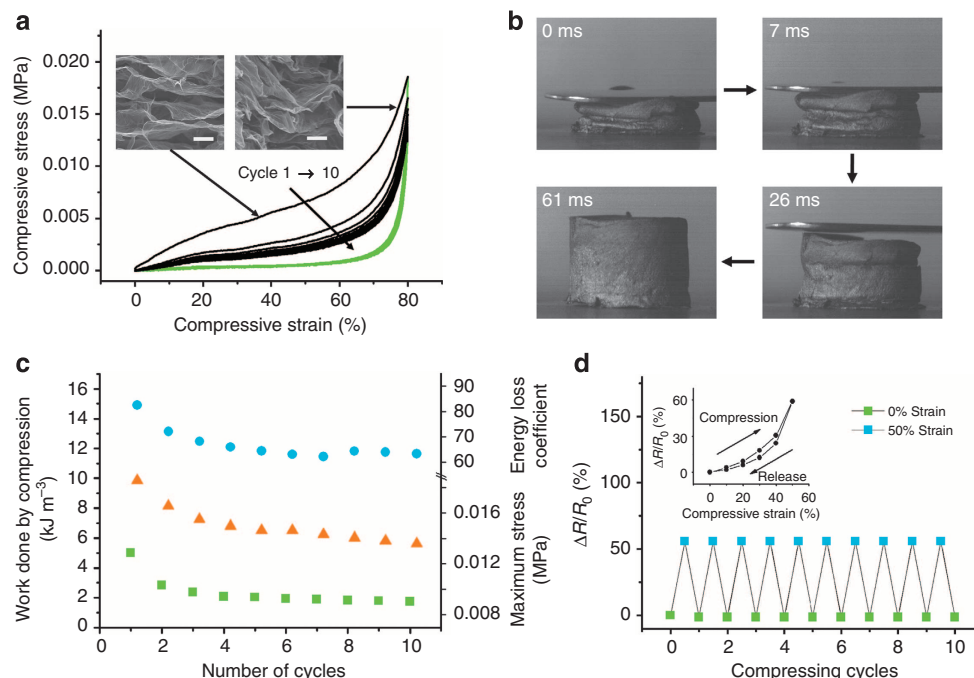 a
Compressive stress (MPa)
0.020
0.015
0.010
0.005
0.000
Cycle 1 → 10
0 20 40 60 80
Compressive strain (%)
b
0 ms
7 ms
61 ms
26 ms
c
Work done by compression
(kJ m⁻³)
16
14
12
10
8
6
4
2
0
90
80
70
60
0.016
0.012
0.008
Energy loss
coefficient
Maximum stress
(MPa)
0 2 4 6 8 10
Number of cycles
d
ΔR/R₀ (%)
150
100
50
0
ΔR/R₀ (%)
60
30
0
Compression
Release
0 10 20 30 40 50 60
Compressive strain (%)
0% Strain
50% Strain
0 2 4 6 8 10
Compressing cycles